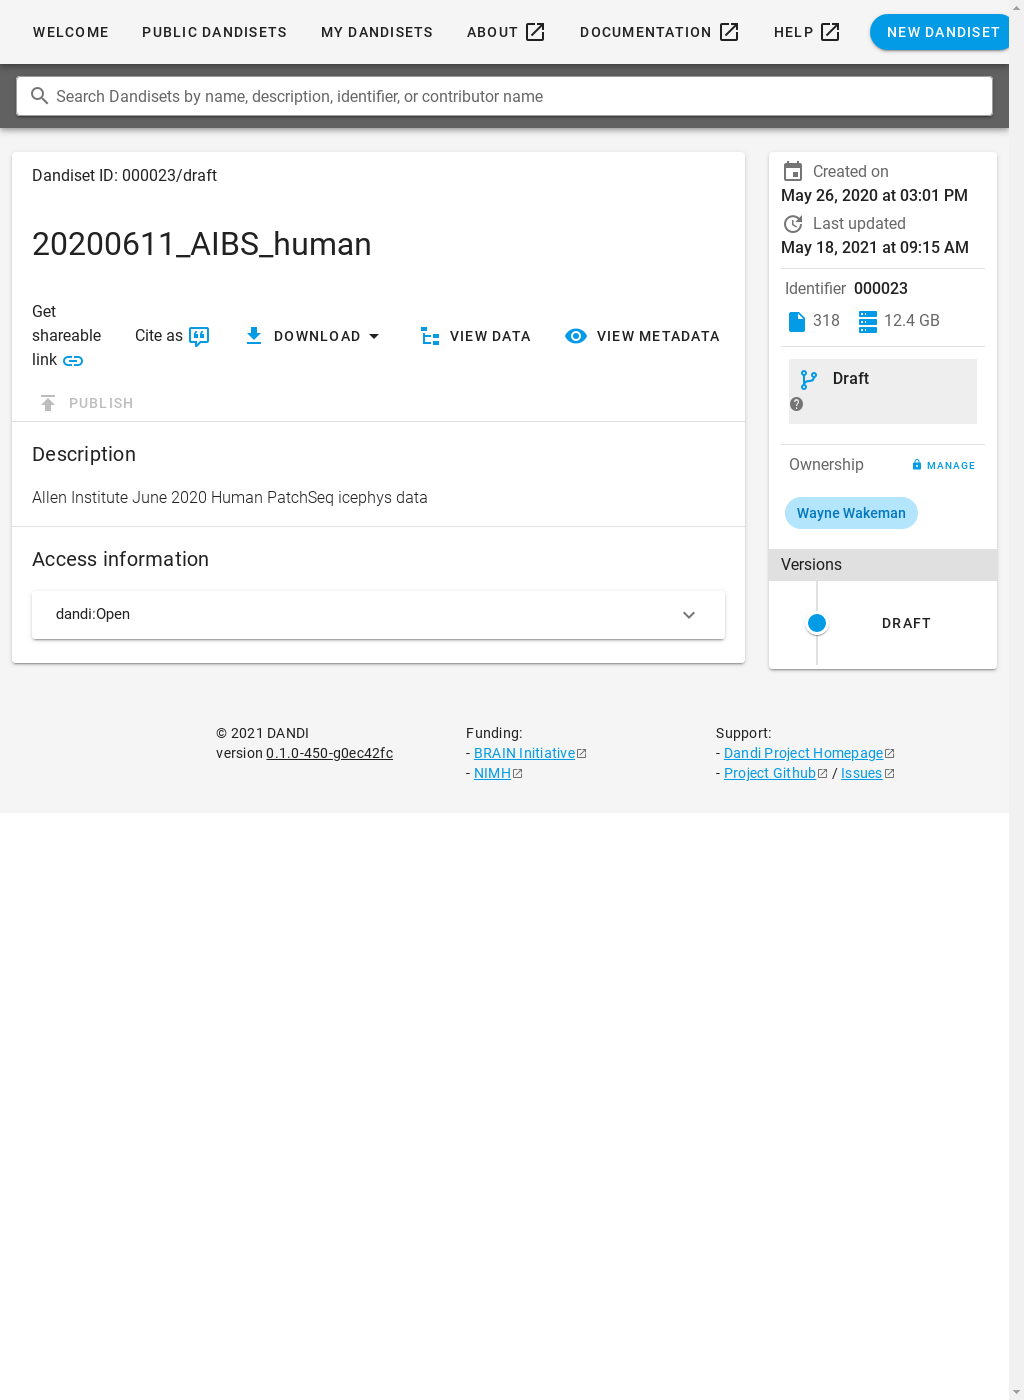 WELCOME PUBLIC DANDISETS MY DANDISETS ABOUT DOCUMENTATION HELP NEW DANDISET
Search Dandisets by name, description, identifier, or contributor name
Dandiset ID: 000023/draft
20200611_AIBS_human
Get shareable link
Cite as
DOWNLOAD
VIEW DATA
VIEW METADATA
PUBLISH
Description
Allen Institute June 2020 Human PatchSeq icephys data
Access information
dandi:Open
Created on
May 26, 2020 at 03:01 PM
Last updated
May 18, 2021 at 09:15 AM
Identifier 000023
318 12.4 GB
Draft
Ownership MANAGE
Wayne Wakeman
Versions
DRAFT
© 2021 DANDI
version 0.1.0-450-g0ec42fc
Funding:
- BRAIN Initiative
- NIMH
Support:
- Dandi Project Homepage
- Project Github / Issues